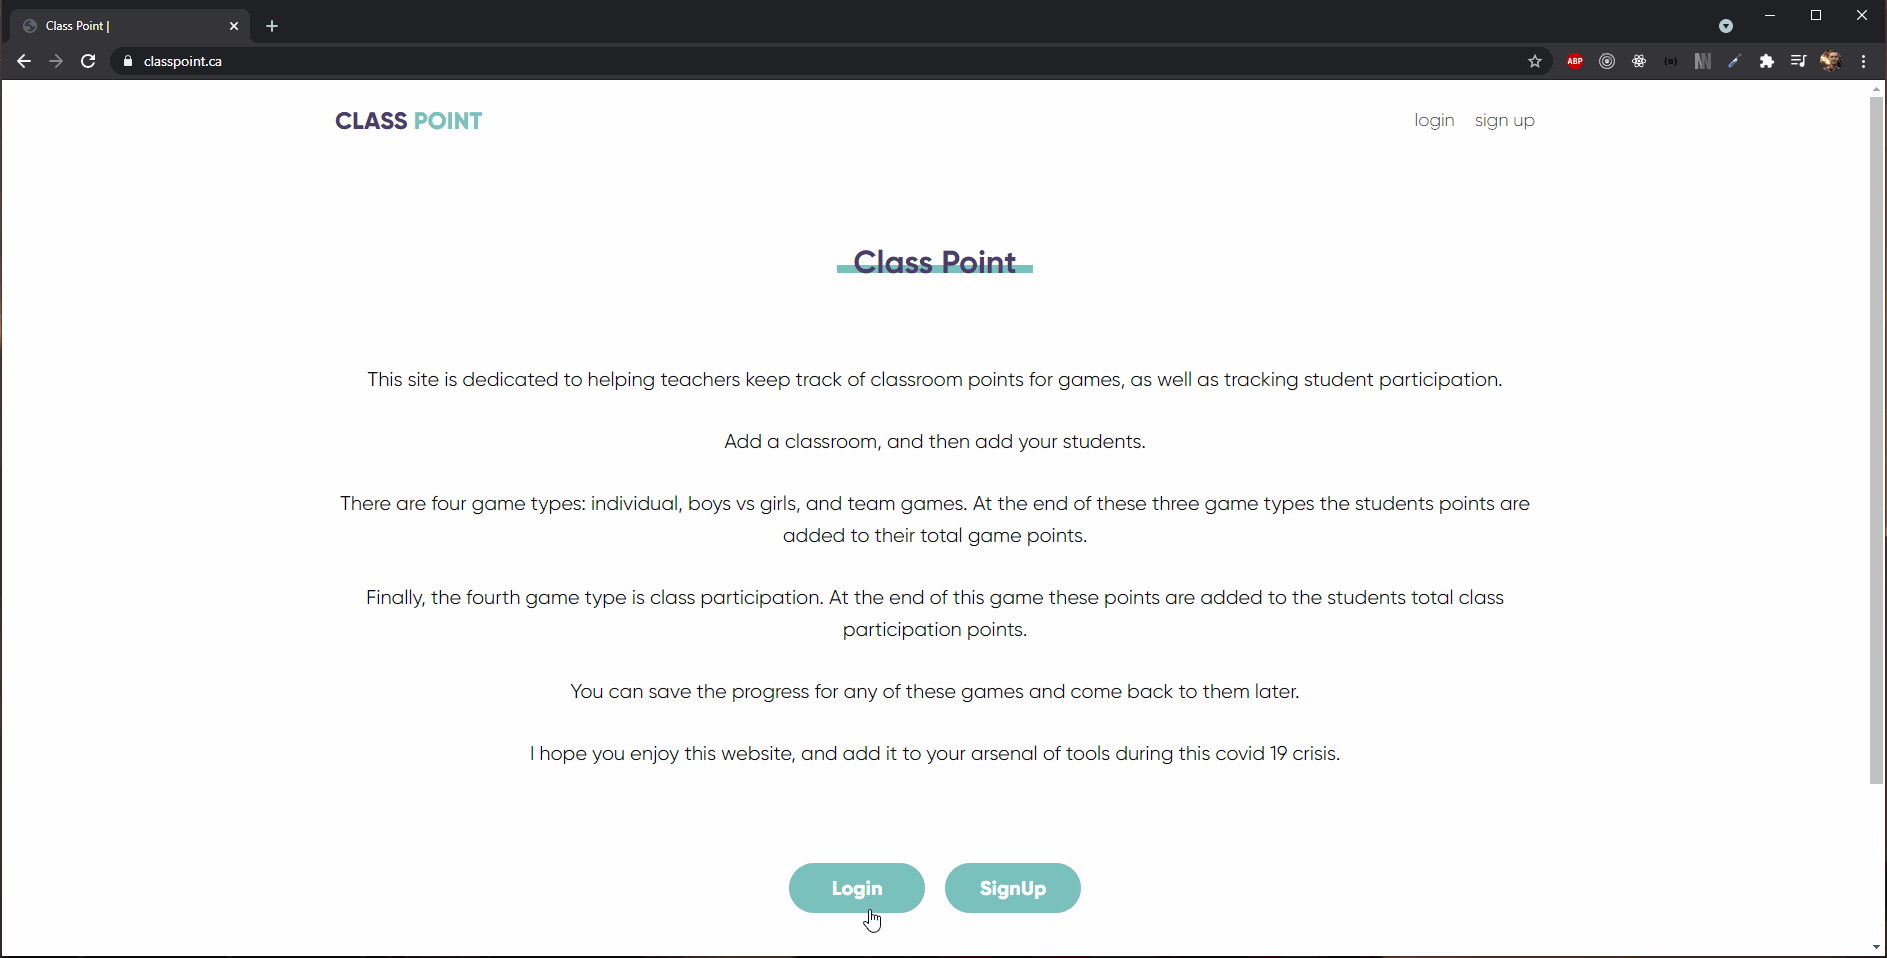 Class Point |
classpoint.ca
ABP
CLASS POINT
login sign up
Class Point
This site is dedicated to helping teachers keep track of classroom points for games, as well as tracking student participation.
Add a classroom, and then add your students.
There are four game types: individual, boys vs girls, and team games. At the end of these three game types the students points are
added to their total game points.
Finally, the fourth game type is class participation. At the end of this game these points are added to the students total class
participation points.
You can save the progress for any of these games and come back to them later.
I hope you enjoy this website, and add it to your arsenal of tools during this covid 19 crisis.
Login SignUp